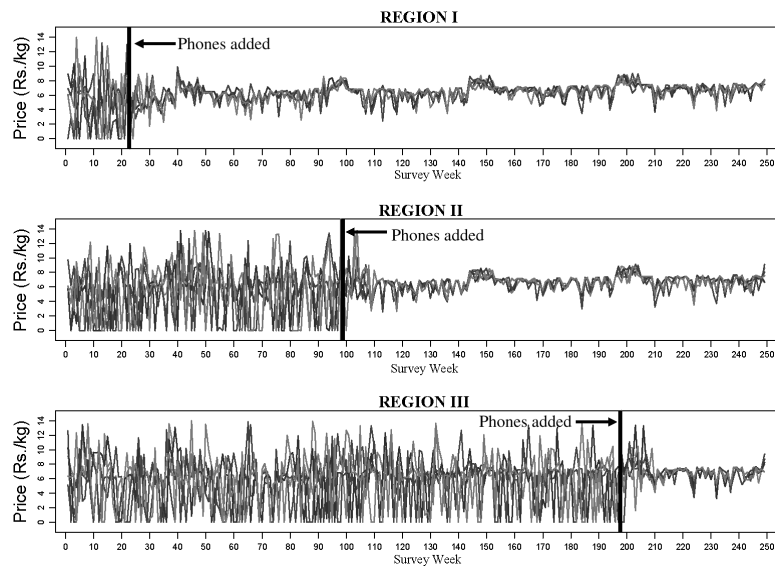 REGION I
Price (Rs./kg)
0 2 4 6 8 10 12 14
Phones added
0 10 20 30 40 50 60 70 80 90 100 110 120 130 140 150 160 170 180 190 200 210 220 230 240 250
Survey Week
REGION II
Price (Rs./kg)
0 2 4 6 8 10 12 14
Phones added
0 10 20 30 40 50 60 70 80 90 100 110 120 130 140 150 160 170 180 190 200 210 220 230 240 250
Survey Week
REGION III
Price (Rs./kg)
0 2 4 6 8 10 12 14
Phones added
0 10 20 30 40 50 60 70 80 90 100 110 120 130 140 150 160 170 180 190 200 210 220 230 240 250
Survey Week